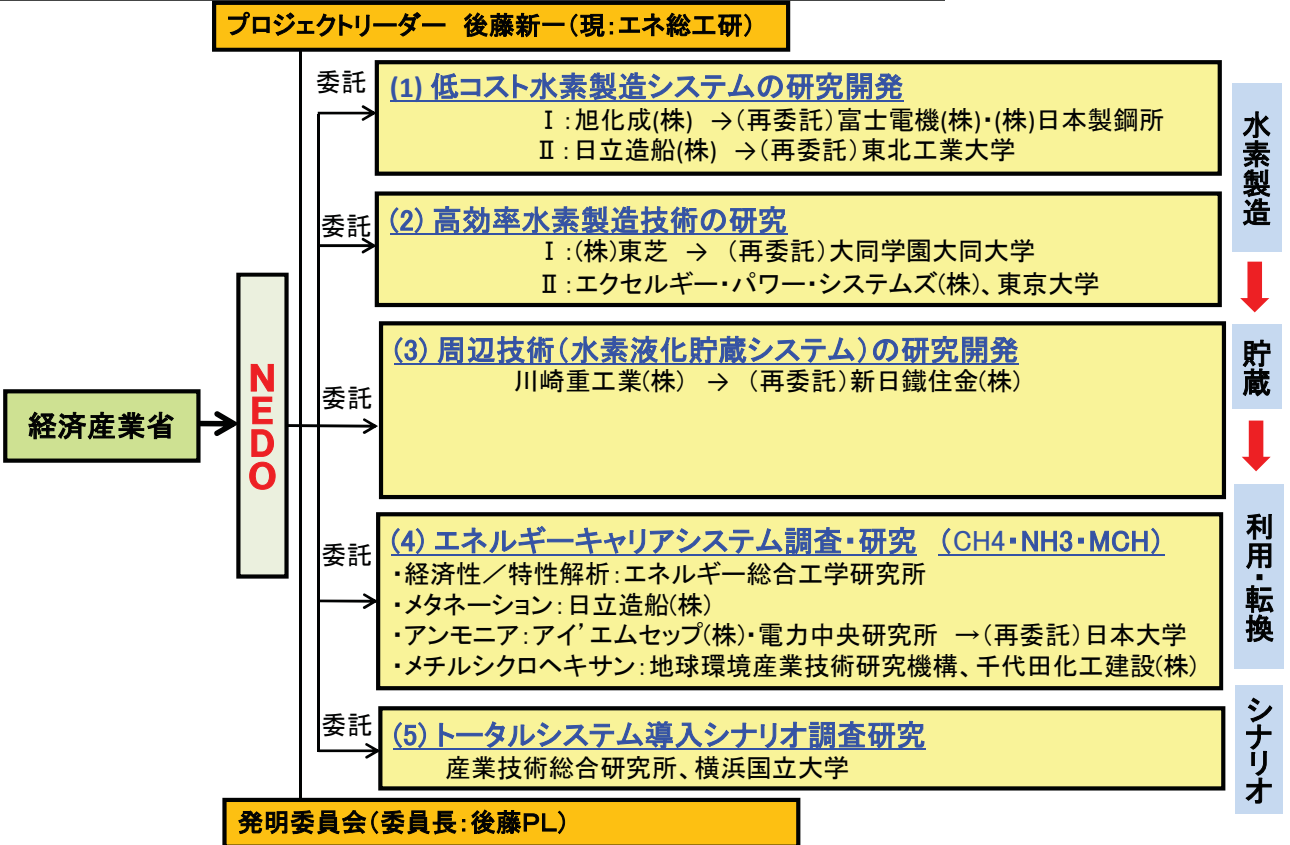 プロジェクトリーダー 後藤新一(現:エネ総工研)
委託
(1) 低コスト水素製造システムの研究開発
Ⅰ:旭化成(株) →(再委託)富士電機(株)・(株)日本製鋼所
Ⅱ:日立造船(株) →(再委託)東北工業大学
水素製造
委託
(2) 高効率水素製造技術の研究
Ⅰ:(株)東芝 → (再委託)大同学園大同大学
Ⅱ:エクセルギー・パワー・システムズ(株)、東京大学
経済産業省
NEDO
委託
(3) 周辺技術(水素液化貯蔵システム)の研究開発
川崎重工業(株) → (再委託)新日鐵住金(株)
貯蔵
委託
(4) エネルギーキャリアシステム調査・研究 (CH4・NH3・MCH)
・経済性/特性解析:エネルギー総合工学研究所
・メタネーション:日立造船(株)
・アンモニア:アイ'エムセップ(株)・電力中央研究所 →(再委託)日本大学
・メチルシクロヘキサン:地球環境産業技術研究機構、千代田化工建設(株)
利用・転換
委託
(5) トータルシステム導入シナリオ調査研究
産業技術総合研究所、横浜国立大学
シナリオ
発明委員会(委員長:後藤PL)